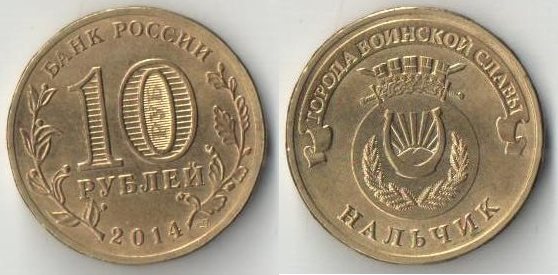 БАНК РОССИИ
10
РУБЛЕЙ
2014
ГОРОДА ВОИНСКОЙ СЛАВЫ
НАЛЬЧИК